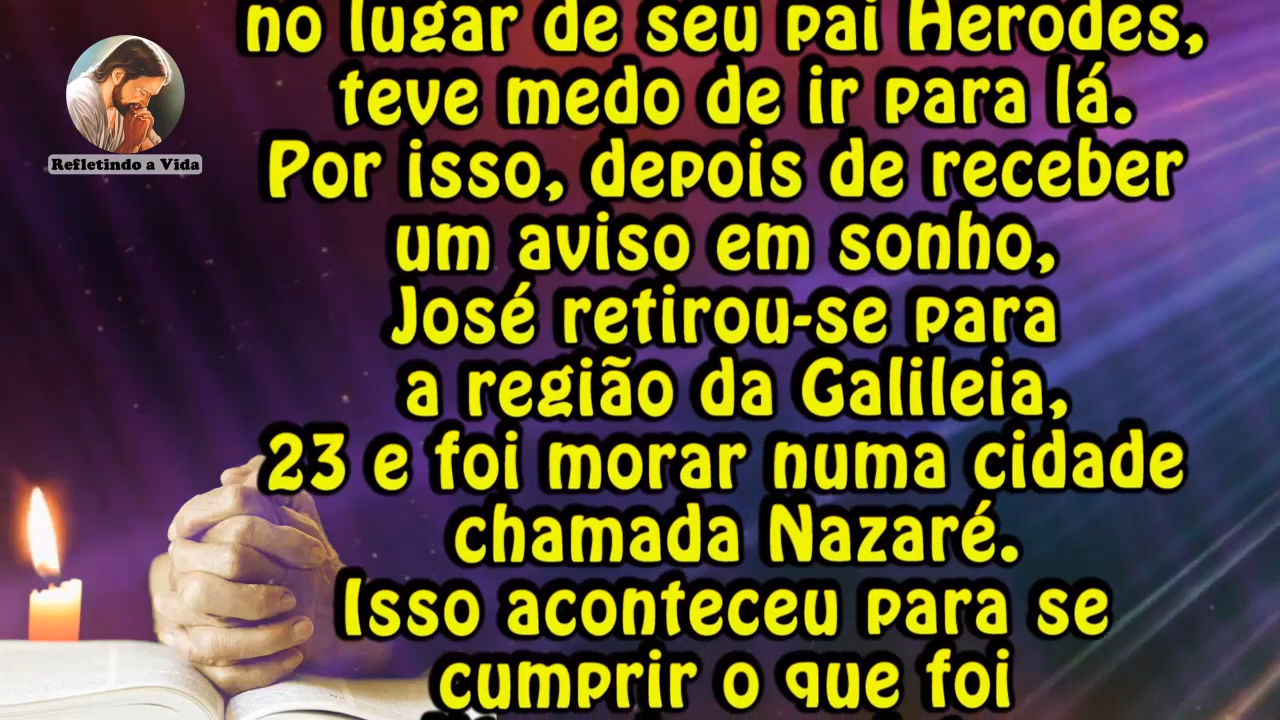 no lugar de seu pai Herodes,
teve medo de ir para lá.
Refletindo a Vida
Por isso, depois de receber
um aviso em sonho,
José retirou-se para
a região da Galileia,
23 e foi morar numa cidade
chamada Nazaré.
Isso aconteceu para se
cumprir o que foi